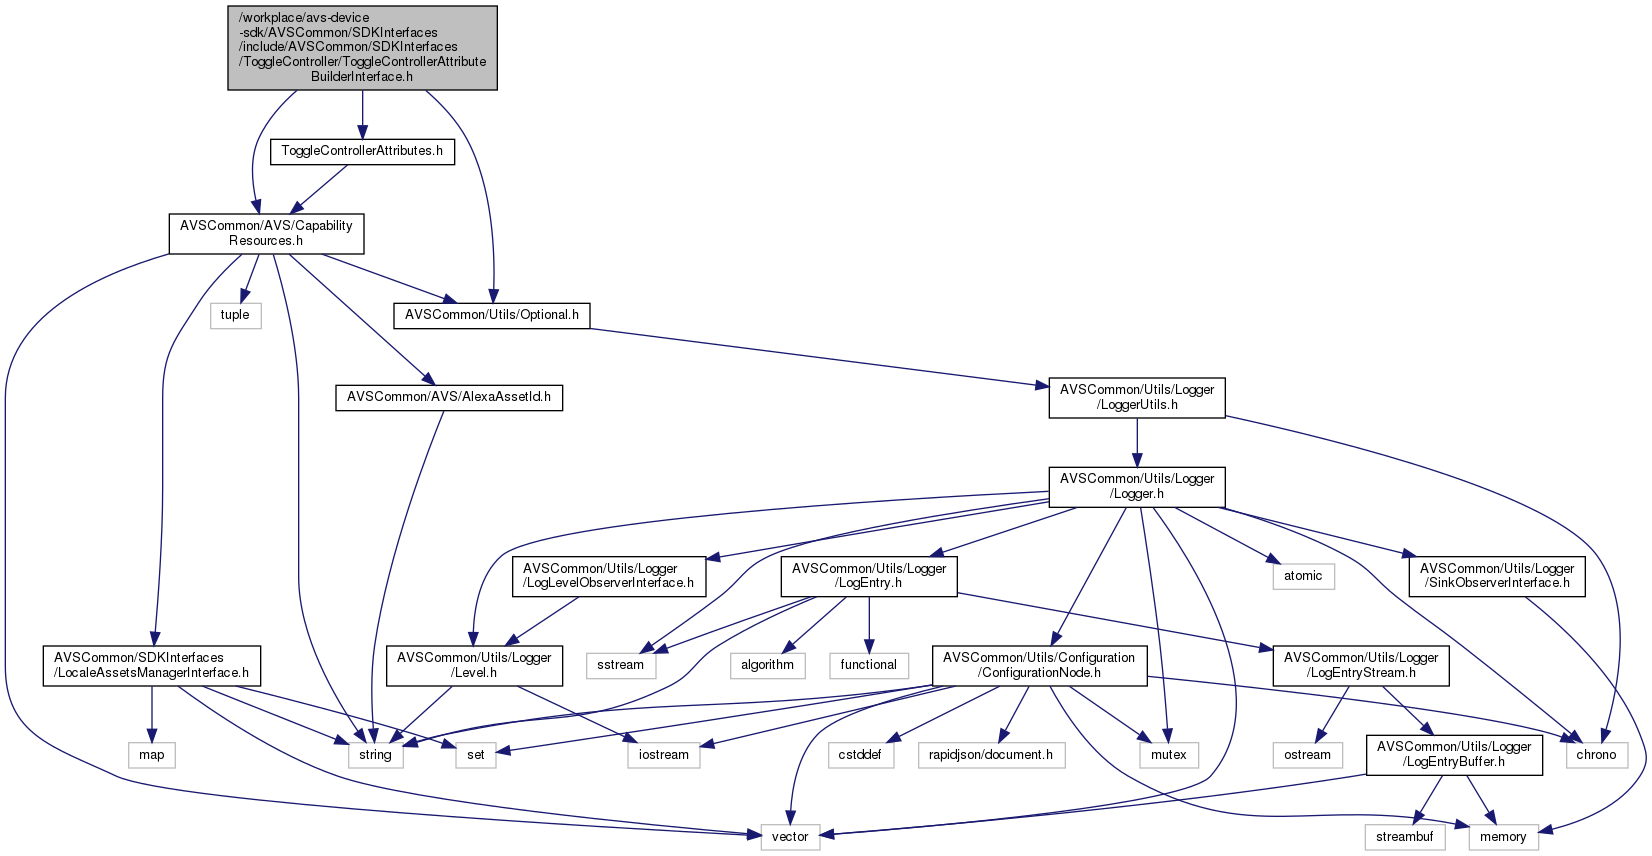 /workplace/avs-device
-sdk/AVSCommon/SDKInterfaces
/include/AVSCommon/SDKInterfaces
/ToggleController/ToggleControllerAttribute
BuilderInterface.h
ToggleControllerAttributes.h
AVSCommon/AVS/Capability
Resources.h
tuple
AVSCommon/Utils/Optional.h
AVSCommon/AVS/AlexaAssetId.h
AVSCommon/Utils/Logger
/LoggerUtils.h
AVSCommon/Utils/Logger
/Logger.h
AVSCommon/Utils/Logger
/LogLevelObserverInterface.h
AVSCommon/Utils/Logger
/LogEntry.h
atomic
AVSCommon/Utils/Logger
/SinkObserverInterface.h
AVSCommon/SDKInterfaces
/LocaleAssetsManagerInterface.h
AVSCommon/Utils/Logger
/Level.h
sstream
algorithm
functional
AVSCommon/Utils/Configuration
/ConfigurationNode.h
AVSCommon/Utils/Logger
/LogEntryStream.h
map
string
set
iostream
cstddef
rapidjson/document.h
mutex
ostream
AVSCommon/Utils/Logger
/LogEntryBuffer.h
chrono
vector
streambuf
memory